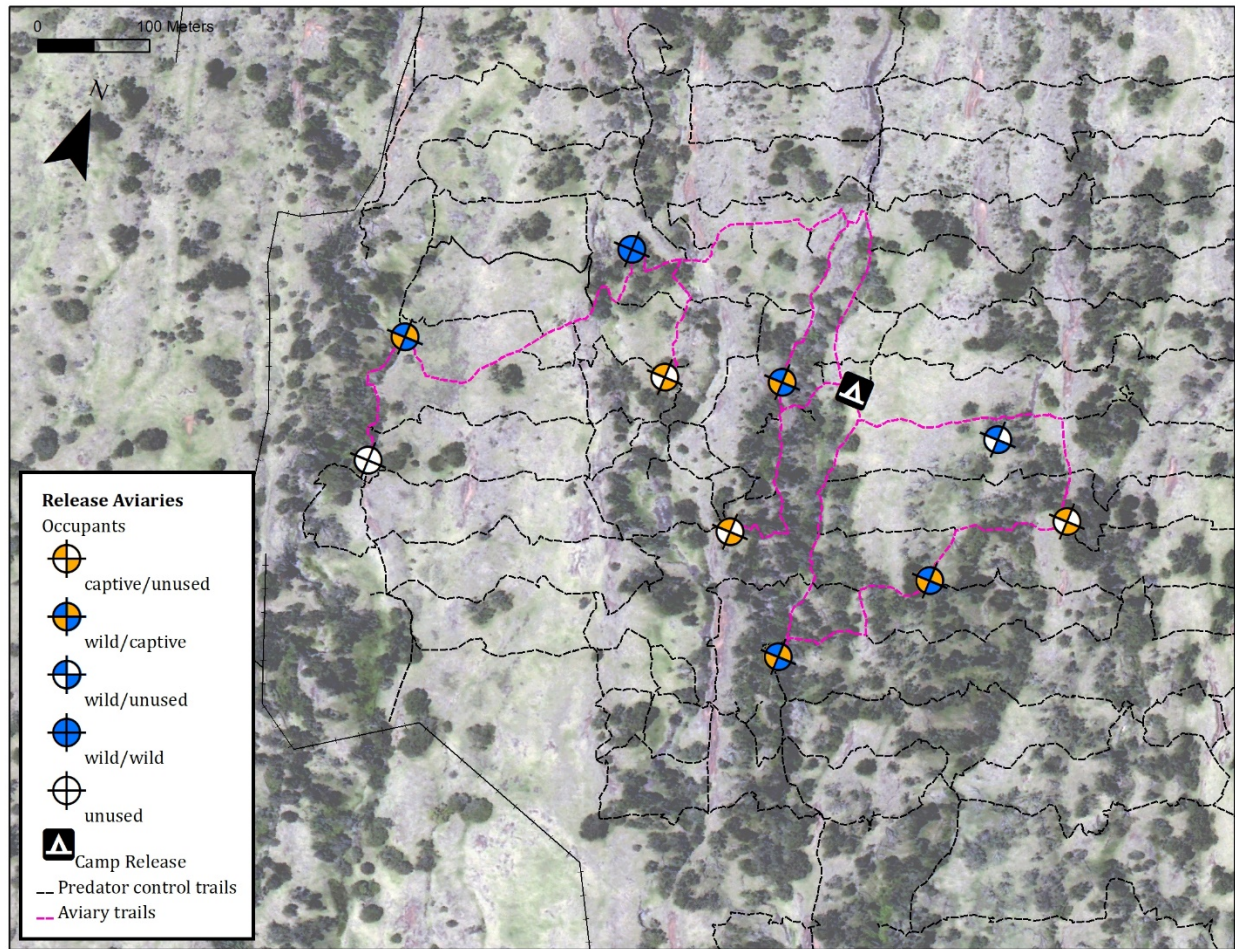 0 100 Meters
N
Release Aviaries
Occupants
captive/unused
wild/captive
wild/unused
wild/wild
unused
Camp Release
Predator control trails
Aviary trails